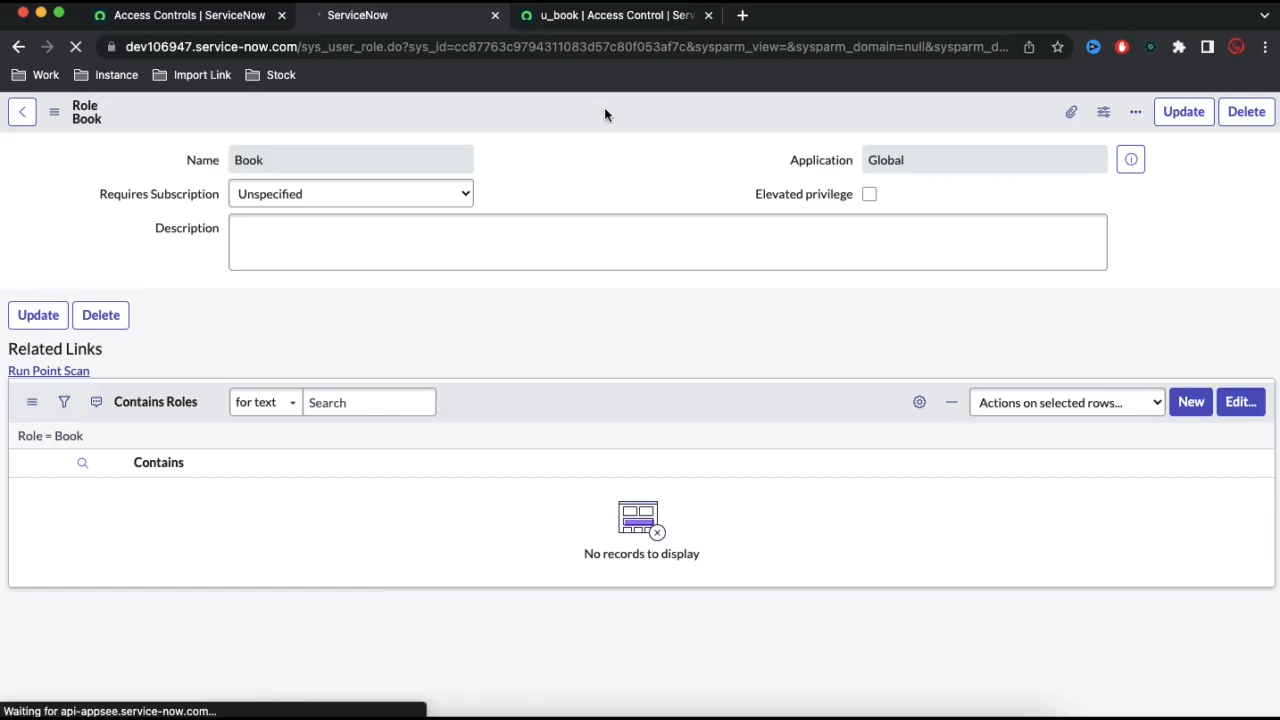 Access Controls | ServiceNow
ServiceNow
u_book | Access Control | Serv
dev106947.service-now.com/sys_user_role.do?sys_id=cc87763c9794311083d57c80f053af7c&sysparm_view=&sysparm_domain=null&sysparm_d...
Work
Instance
Import Link
Stock
Role
Book
Update
Delete
Name
Book
Application
Global
Requires Subscription
Unspecified
Elevated privilege
Description
Update
Delete
Related Links
Run Point Scan
Contains Roles
for text
Search
Actions on selected rows...
New
Edit...
Role = Book
Contains
No records to display
Waiting for api-appsee.service-now.com...